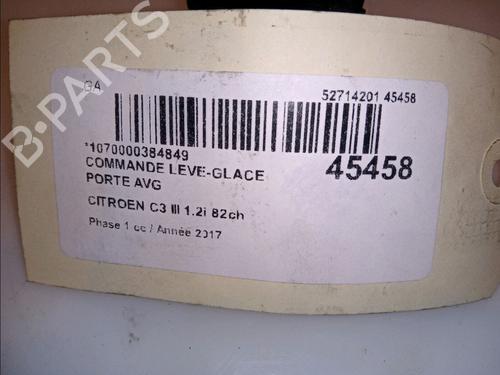 GA
52714201 45458
*1070000384849
45458
COMMANDE LEVE-GLACE
PORTE AVG
CITROEN C3 III 1.2i 82ch
Phase 1 cc / Année 2017
B-PARTS